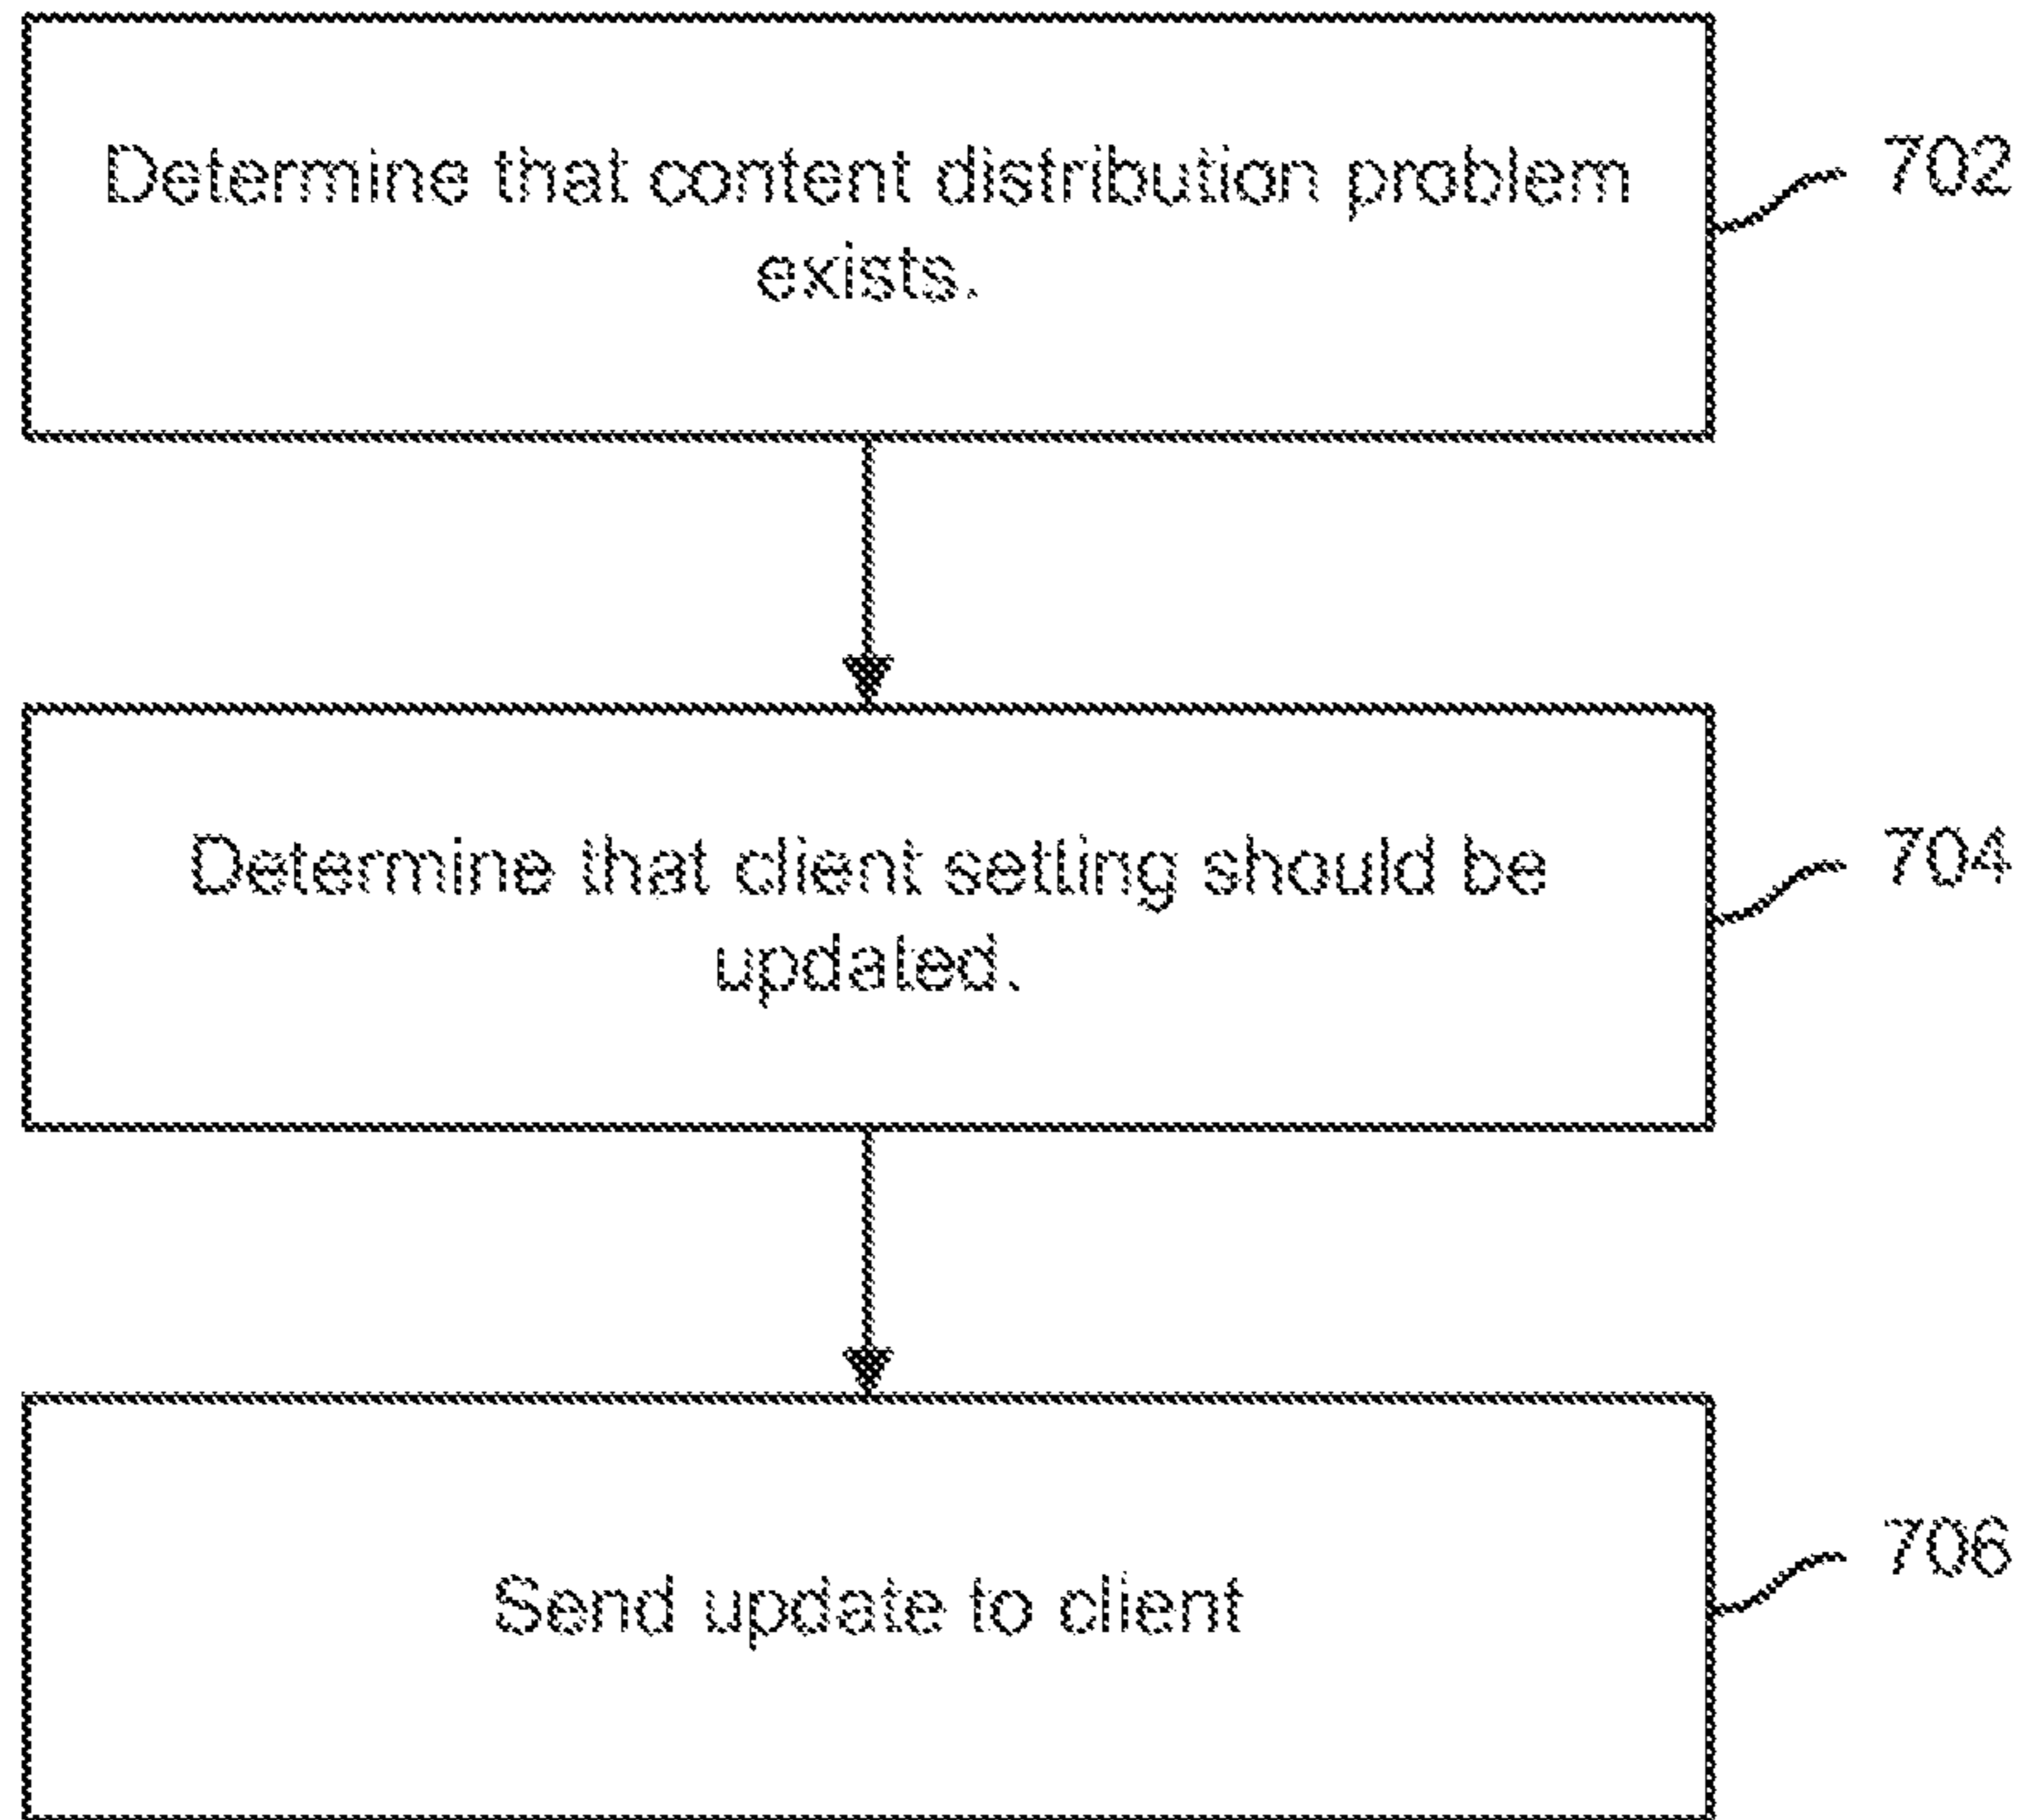 Determine that content distribution problem
exists.
702
Determine that client setting should be
updated.
704
Send update to client
706